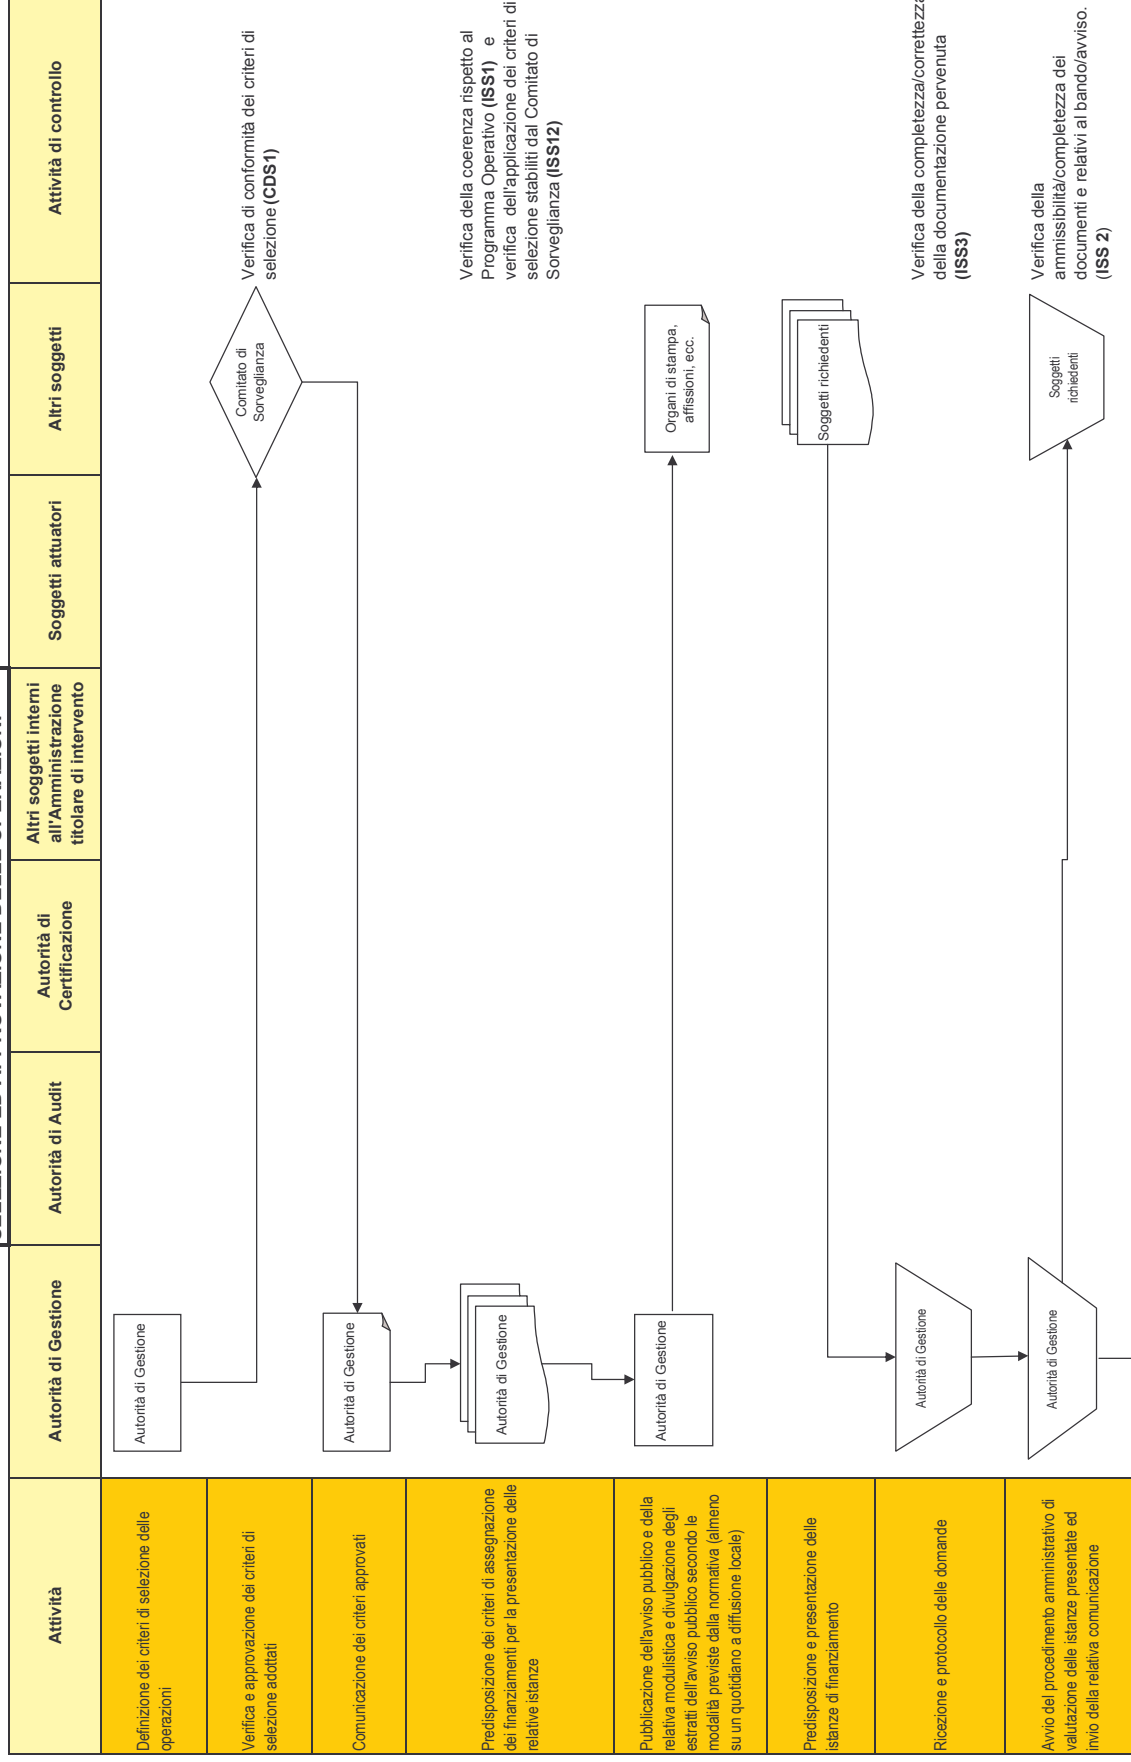 Attività
Autorità di Gestione
Autorità di Audit
Autorità di
Certificazione
Altri soggetti interni
all'Amministrazione
titolare di intervento
Soggetti attuatori
Altri soggetti
Attività di controllo
Definizione dei criteri di selezione delle
operazioni
Autorità di Gestione
Verifica e approvazione dei criteri di
selezione adottati
Comitato di
Sorveglianza
Verifica di conformità dei criteri di
selezione (CDS1)
Comunicazione dei criteri approvati
Autorità di Gestione
Predisposizione dei criteri di assegnazione
dei finanziamenti per la presentazione delle
relative istanze
Autorità di Gestione
Verifica della coerenza rispetto al
Programma Operativo (ISS1) e
verifica dell'applicazione dei criteri di
selezione stabiliti dal Comitato di
Sorveglianza (ISS12)
Pubblicazione dell'avviso pubblico e della
relativa modulistica e divulgazione degli
estratti dell'avviso pubblico secondo le
modalità previste dalla normativa (almeno
su un quotidiano a diffusione locale)
Autorità di Gestione
Organi di stampa,
affissioni, ecc.
Predisposizione e presentazione delle
istanze di finanziamento
Soggetti richiedenti
Ricezione e protocollo delle domande
Autorità di Gestione
Verifica della completezza/correttezza
della documentazione pervenuta
(ISS3)
Avvio del procedimento amministrativo di
valutazione delle istanze presentate ed
invio della relativa comunicazione
Autorità di Gestione
Soggetti
richiedenti
Verifica della
ammissibilità/completezza dei
documenti e relativi al bando/avviso.
(ISS 2)